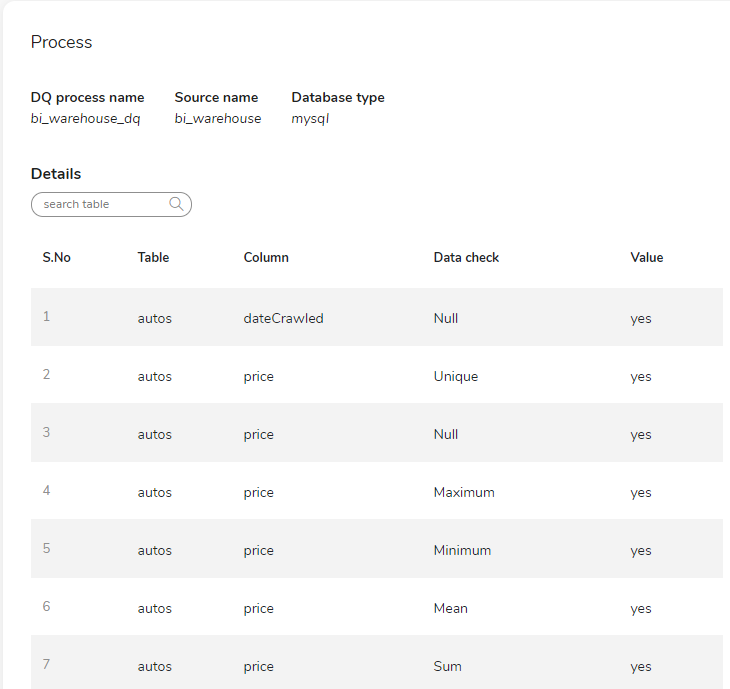 Process
DQ process name Source name Database type
bi_warehouse_dq bi_warehouse mysql
Details
search table
S.No Table Column Data check Value
1 autos dateCrawled Null yes
2 autos price Unique yes
3 autos price Null yes
4 autos price Maximum yes
5 autos price Minimum yes
6 autos price Mean yes
7 autos price Sum yes